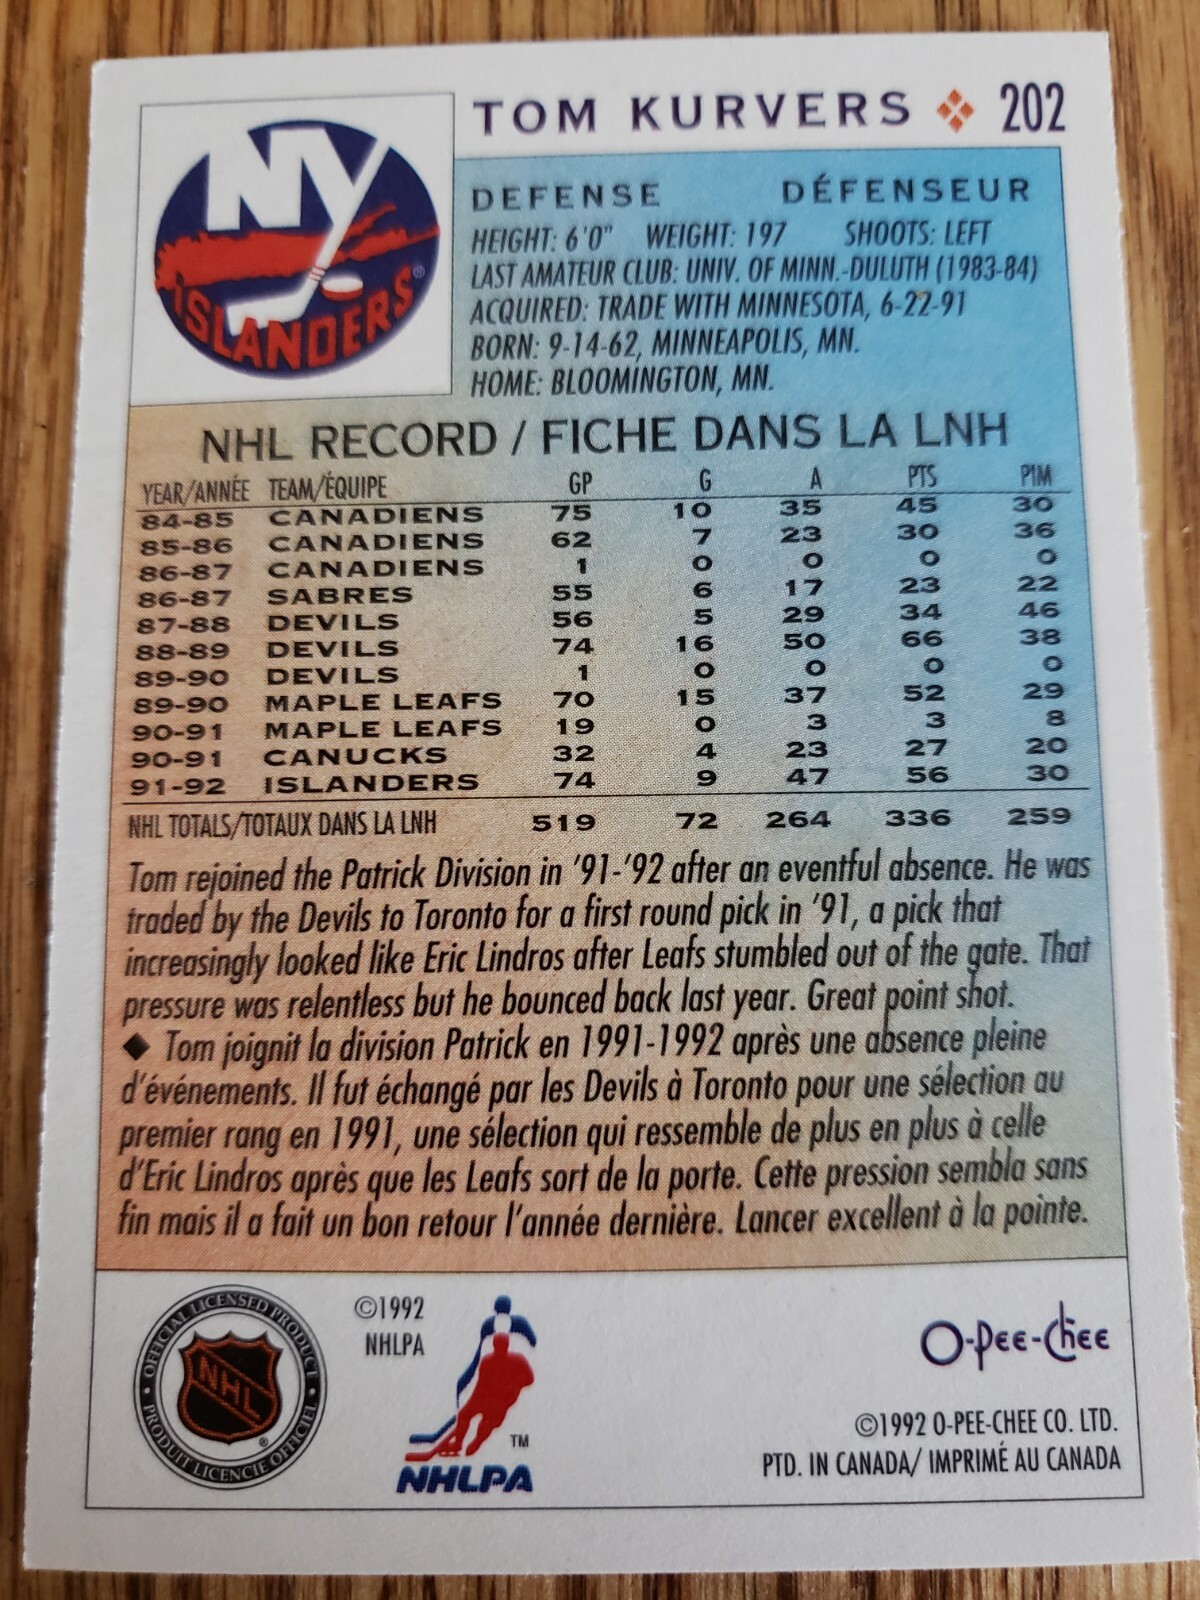 NY
ISLANDERS®
TOM KURVERS 202
DEFENSE DÉFENSEUR
HEIGHT: 6'0" WEIGHT: 197 SHOOTS: LEFT
LAST AMATEUR CLUB: UNIV. OF MINN.-DULUTH (1983-84)
ACQUIRED: TRADE WITH MINNESOTA, 6-22-91
BORN: 9-14-62, MINNEAPOLIS, MN.
HOME: BLOOMINGTON, MN.
NHL RECORD / FICHE DANS LA LNH
YEAR/ANNÉE TEAM/ÉQUIPE GP G A PTS PIM
84-85 CANADIENS 75 10 35 45 30
85-86 CANADIENS 62 7 23 30 36
86-87 CANADIENS 1 0 0 0 0
86-87 SABRES 55 6 17 23 22
87-88 DEVILS 56 5 29 34 46
88-89 DEVILS 74 16 50 66 38
89-90 DEVILS 1 0 0 0 0
89-90 MAPLE LEAFS 70 15 37 52 29
90-91 MAPLE LEAFS 19 0 3 3 8
90-91 CANUCKS 32 4 23 27 20
91-92 ISLANDERS 74 9 47 56 30
NHL TOTALS/TOTAUX DANS LA LNH 519 72 264 336 259
Tom rejoined the Patrick Division in '91-'92 after an eventful absence. He was
traded by the Devils to Toronto for a first round pick in '91, a pick that
increasingly looked like Eric Lindros after Leafs stumbled out of the gate. That
pressure was relentless but he bounced back last year. Great point shot.
◆ Tom joignit la division Patrick en 1991-1992 après une absence pleine
d'événements. Il fut échangé par les Devils à Toronto pour une sélection au
premier rang en 1991, une sélection qui ressemble de plus en plus à celle
d'Eric Lindros après que les Leafs sort de la porte. Cette pression sembla sans
fin mais il a fait un bon retour l'année dernière. Lancer excellent à la pointe.
OFFICIAL LICENSED PRODUCT
NHL®
PRODUIT LICENCIE OFFICIEL
©1992
NHLPA
TM
NHLPA
O-Pee-Chee
©1992 O-PEE-CHEE CO. LTD.
PTD. IN CANADA/ IMPRIMÉ AU CANADA